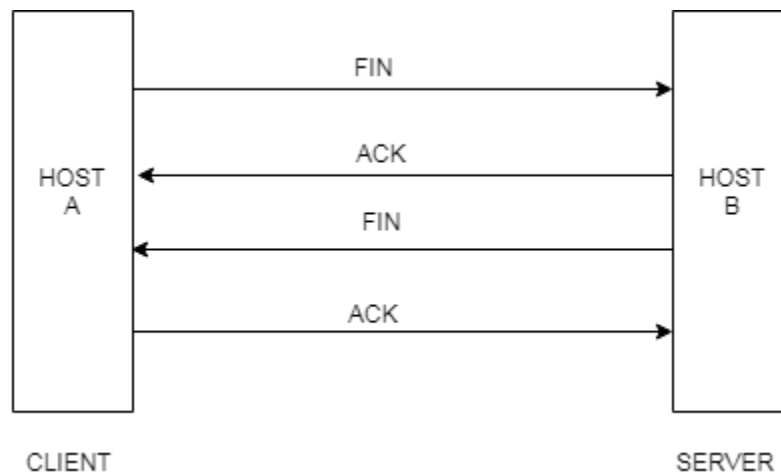 FIN
ACK
HOST
A
HOST
B
FIN
ACK
CLIENT
SERVER